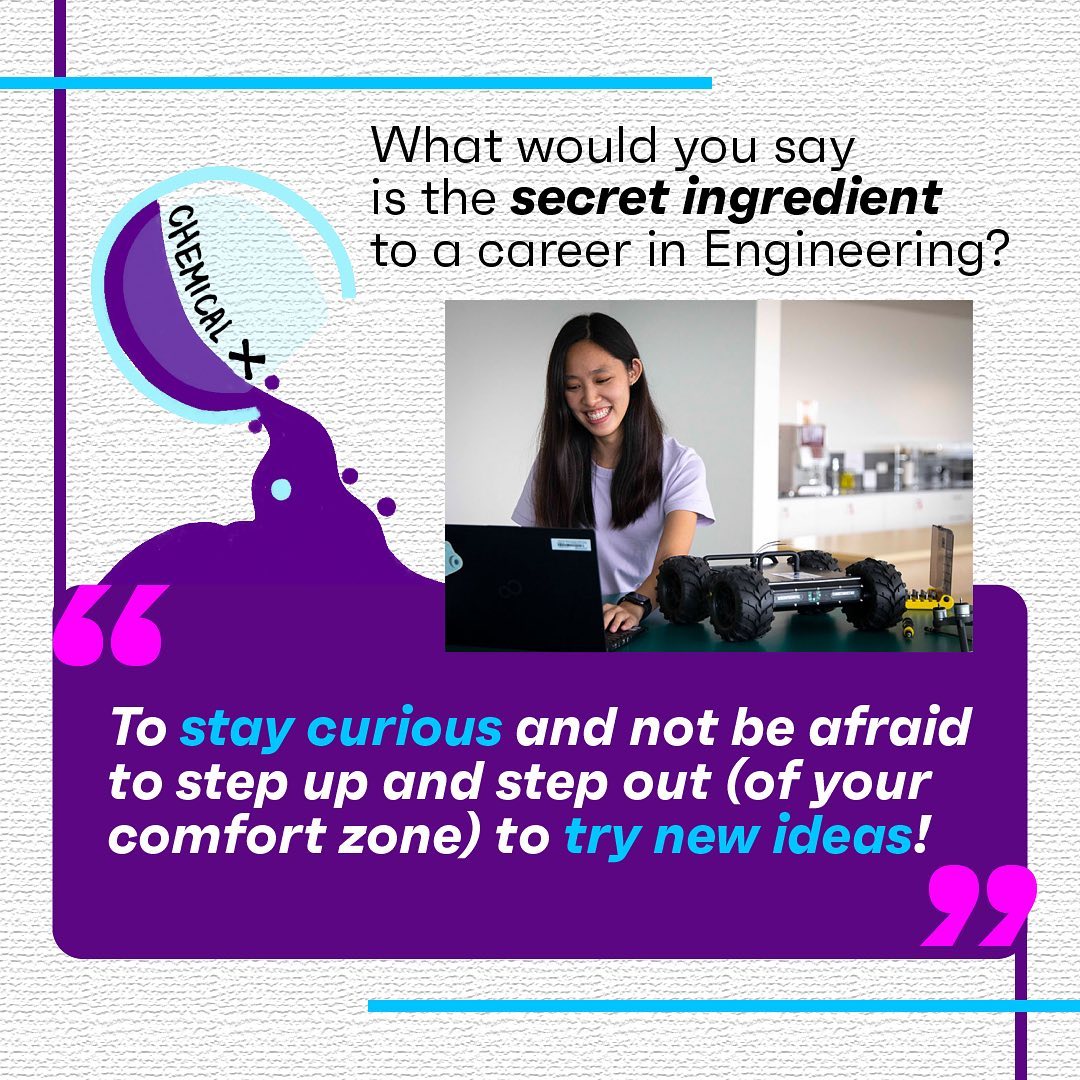 What would you say
is the secret ingredient
to a career in Engineering?
CHEMICAL X
“
To stay curious and not be afraid
to step up and step out (of your
comfort zone) to try new ideas!
”